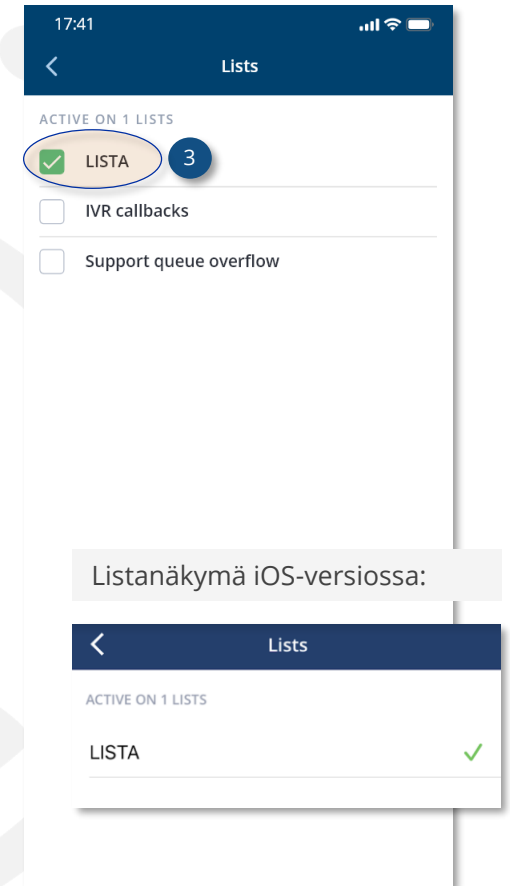 17:41
Lists
ACTIVE ON 1 LISTS
LISTA
3
IVR callbacks
Support queue overflow
Listanäkymä iOS-versiossa:
Lists
ACTIVE ON 1 LISTS
LISTA